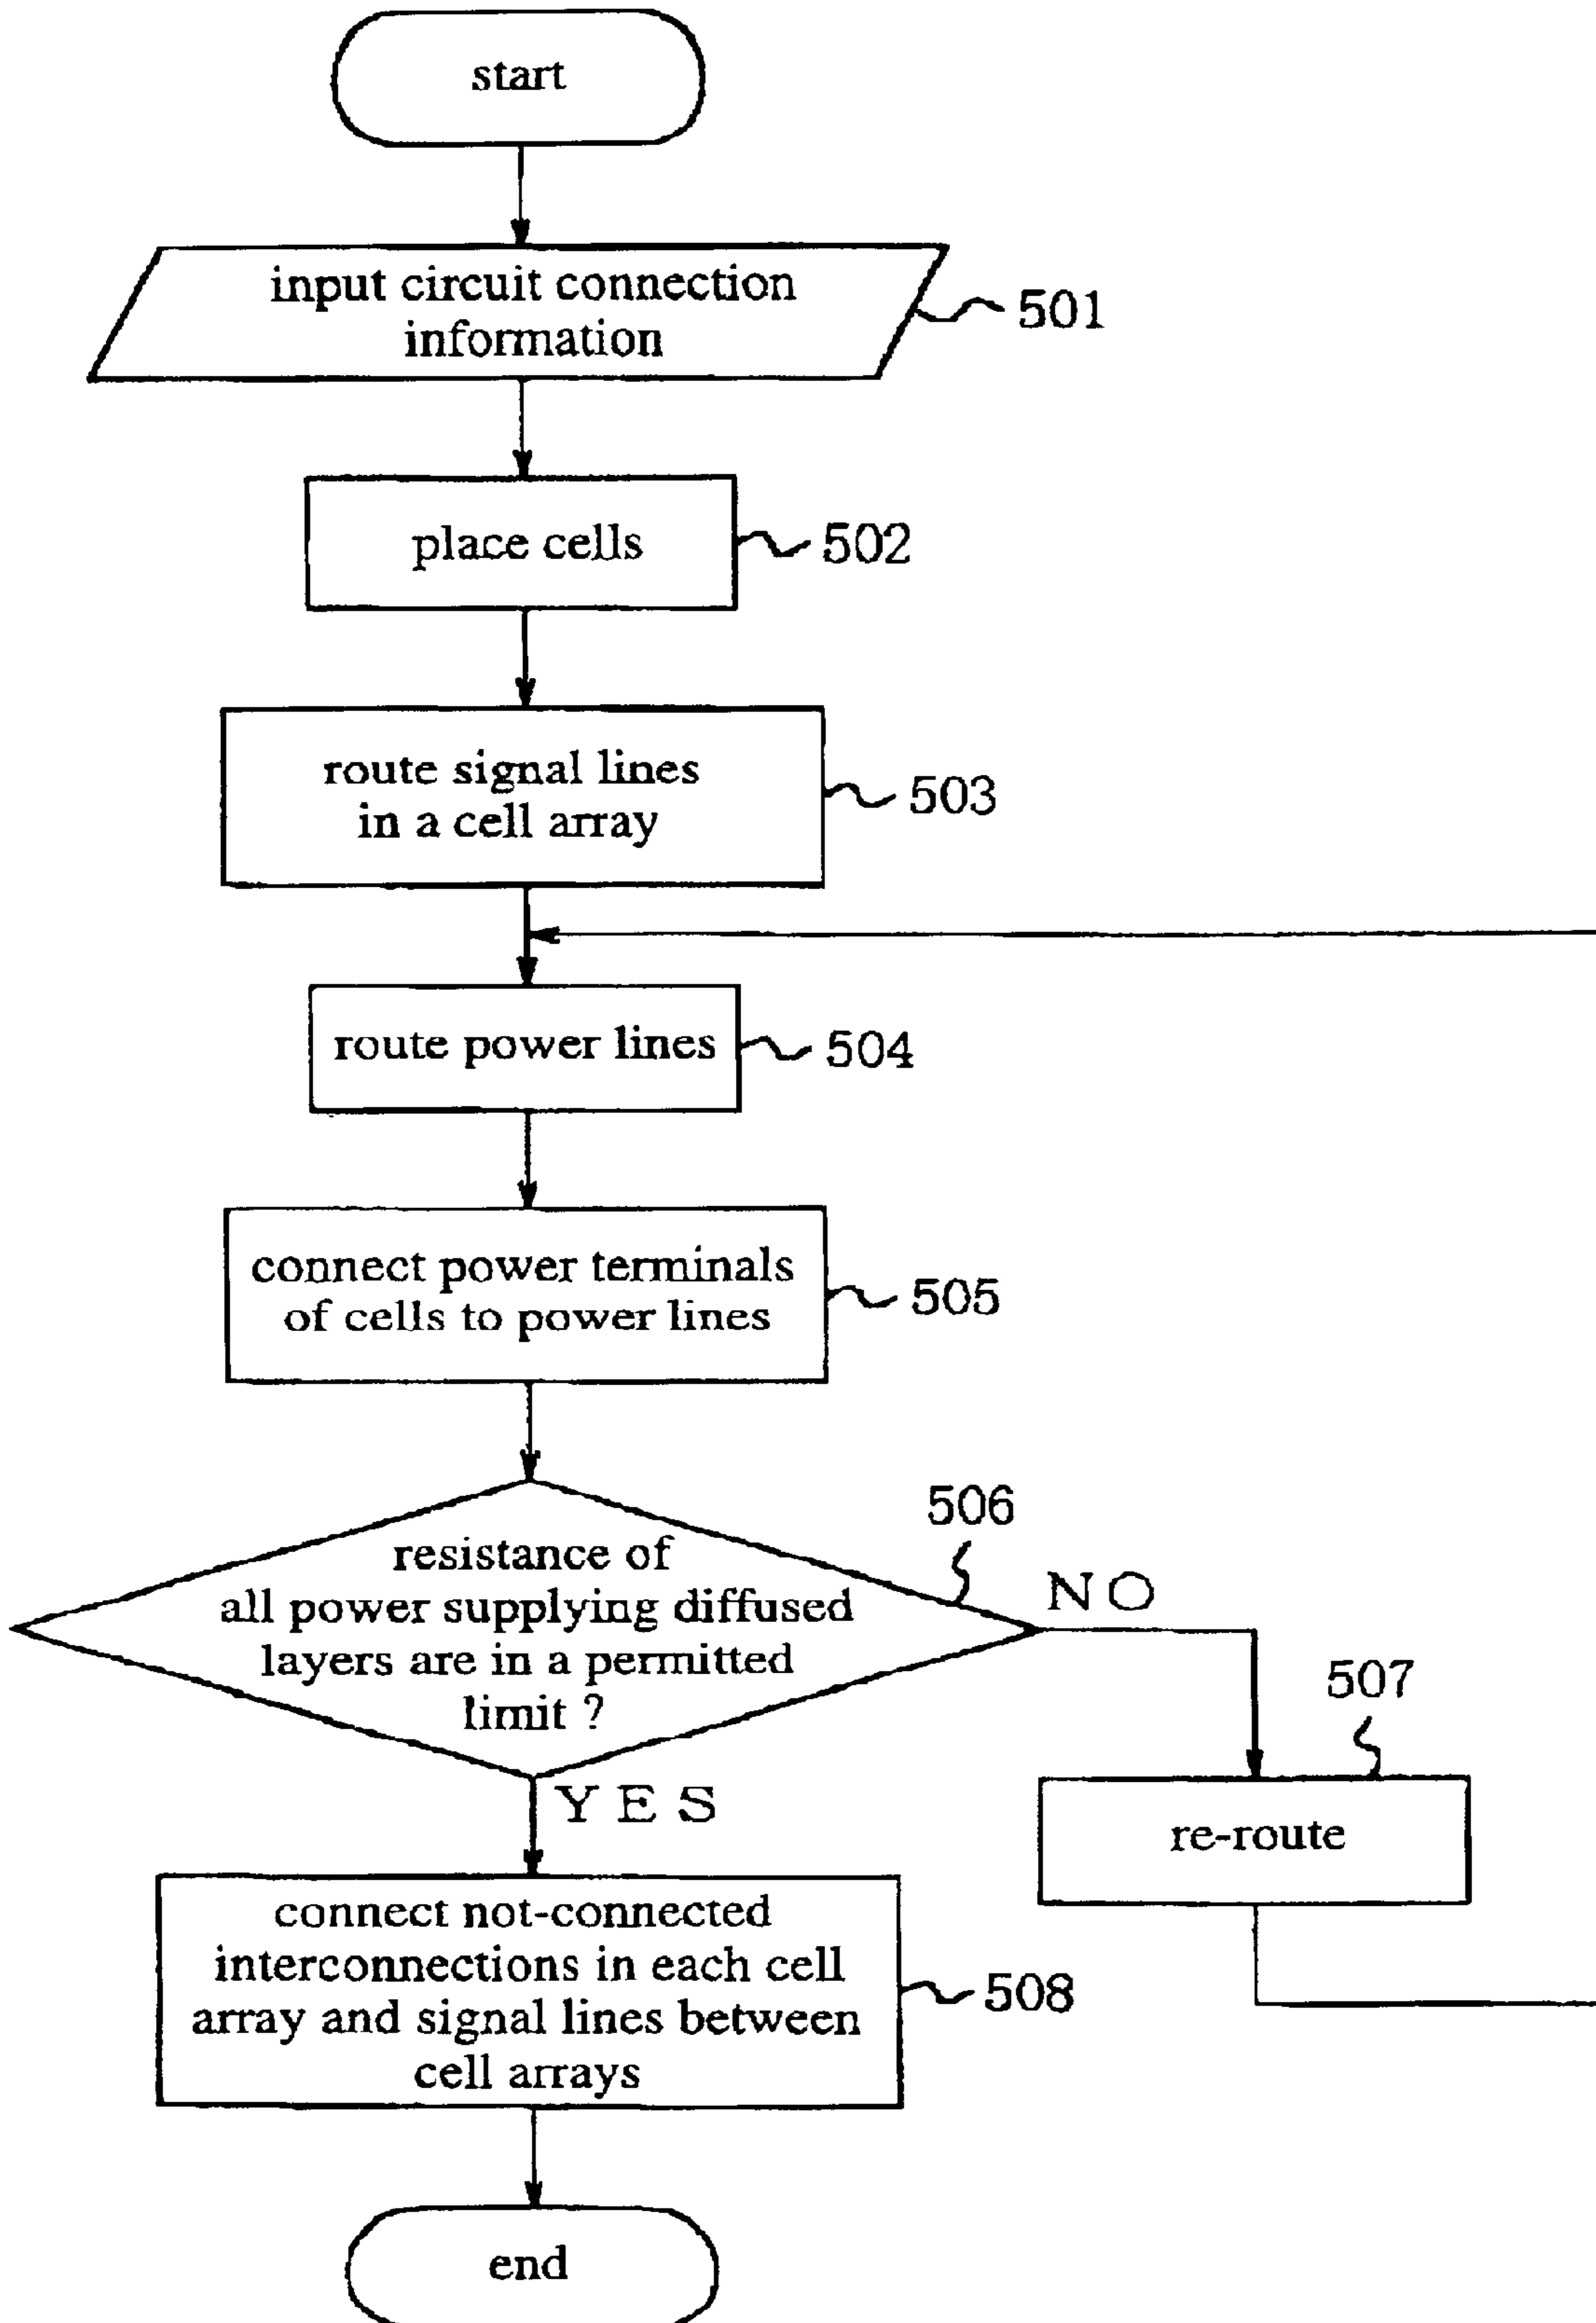 start
input circuit connection
information
501
place cells
502
route signal lines
in a cell array
503
route power lines
504
connect power terminals
of cells to power lines
505
506
resistance of
all power supplying diffused
layers are in a permitted
limit ?
NO
507
re-route
YES
connect not-connected
interconnections in each cell
array and signal lines between
cell arrays
508
end